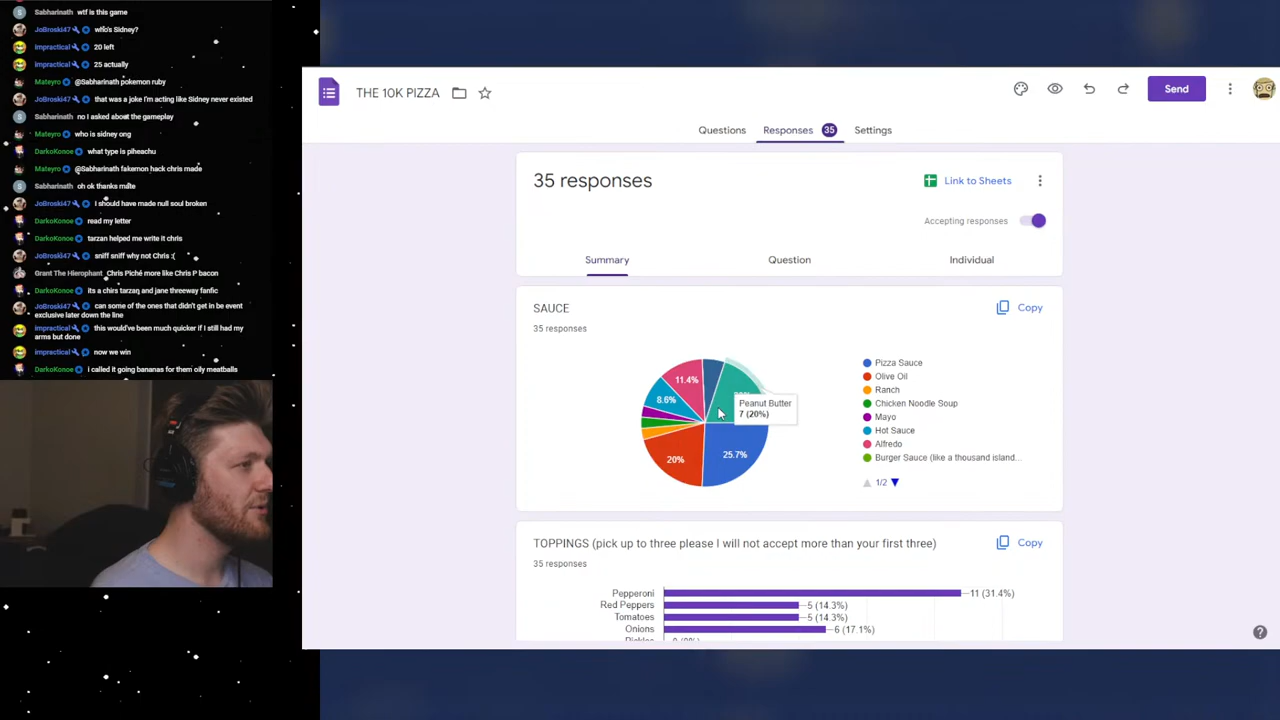 Sabharinath wtf is this game
JoBroski47 who's Sidney?
Impractical 20 left
Impractical 25 actually
Mateyro @Sabharinath pokemon ruby
JoBroski47 that was a joke I'm acting like Sidney never existed
Sabharinath no I asked about the gameplay
Mateyro who is sidney ong
DarkoKonoe what type is piheachu
Mateyro @Sabharinath fakemon hack chris made
Sabharinath oh ok thanks mate
JoBroski47 I should have made null soul broken
DarkoKonoe read my letter
DarkoKonoe tarzan helped me write it chris
JoBroski47 sniff sniff why not Chris :(
Grant The Hierophant Chris Piché more like Chris P bacon
DarkoKonoe its a chirs tarzan and jane threeway fanfic
JoBroski47 can some of the ones that didn't get in be event
exclusive later down the line
Impractical this would've been much quicker if I still had my
arms but done
Impractical now we win
DarkoKonoe i called it going bananas for them oily meatballs
THE 10K PIZZA
Send
Questions
Responses 35
Settings
35 responses
Link to Sheets
Accepting responses
Summary
Question
Individual
SAUCE
Copy
35 responses
11.4%
8.6%
20%
25.7%
Peanut Butter
7 (20%)
Pizza Sauce
Olive Oil
Ranch
Chicken Noodle Soup
Mayo
Hot Sauce
Alfredo
Burger Sauce (like a thousand island...
1/2
TOPPINGS (pick up to three please I will not accept more than your first three)
Copy
35 responses
Pepperoni 11 (31.4%)
Red Peppers 5 (14.3%)
Tomatoes 5 (14.3%)
Onions 6 (17.1%)